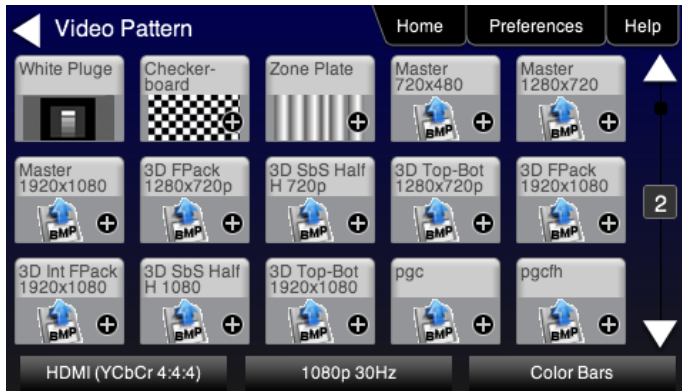 Video Pattern
Home
Preferences
Help
White Pluge
Checker-
board
Zone Plate
Master
720x480
Master
1280x720
BMP
BMP
Master
1920x1080
3D FPack
1280x720p
3D SbS Half
H 720p
3D Top-Bot
1280x720p
3D FPack
1920x1080
2
BMP
BMP
BMP
BMP
BMP
3D Int FPack
1920x1080
3D SbS Half
H 1080
3D Top-Bot
1920x1080
pgc
pgcfh
BMP
BMP
BMP
BMP
BMP
HDMI (YCbCr 4:4:4)
1080p 30Hz
Color Bars